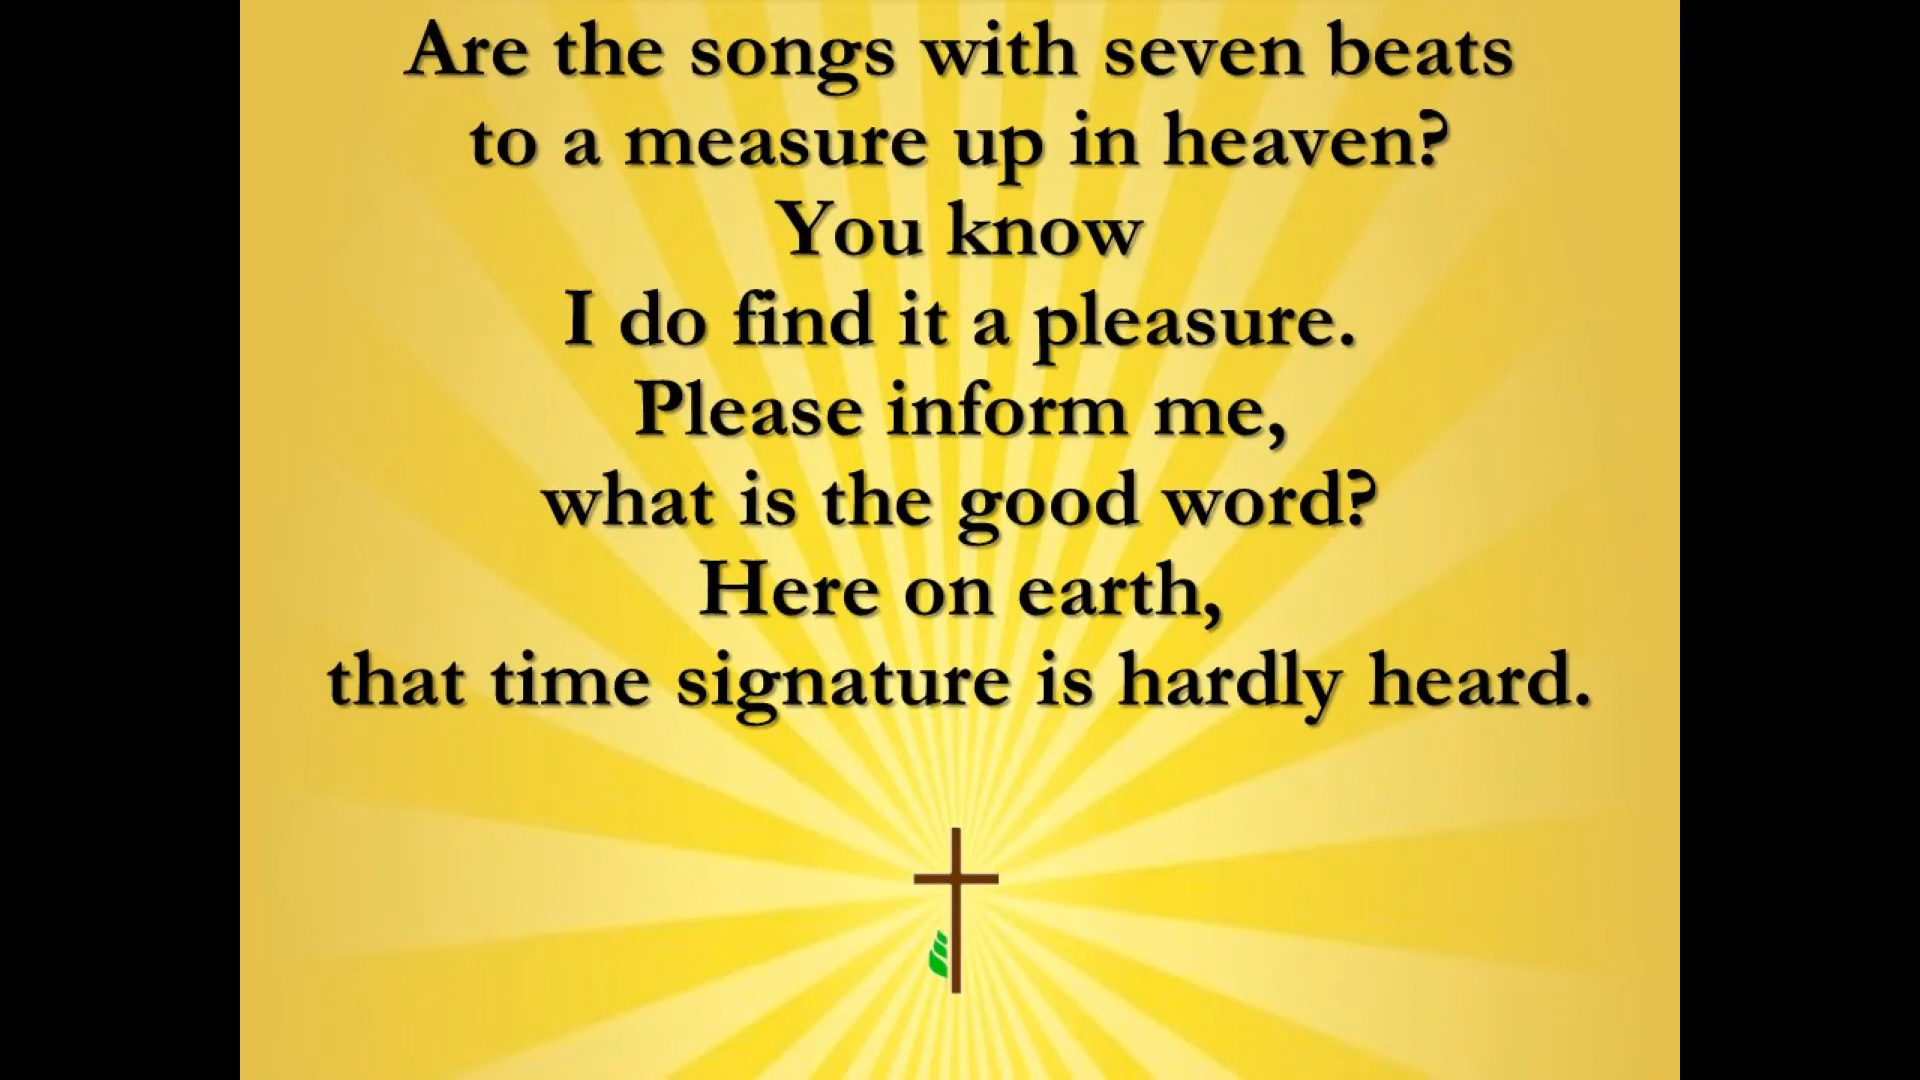 Are the songs with seven beats
to a measure up in heaven?
You know
I do find it a pleasure.
Please inform me,
what is the good word?
Here on earth,
that time signature is hardly heard.